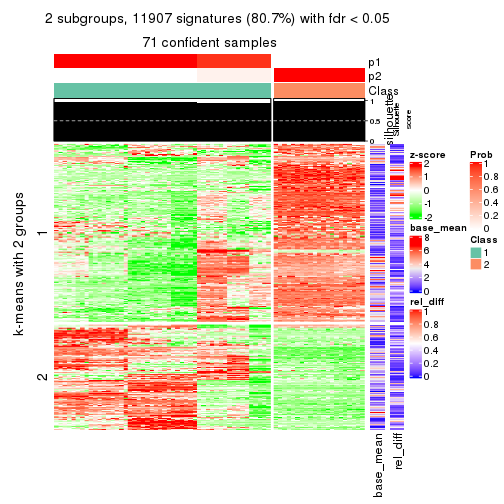 2 subgroups, 11907 signatures (80.7%) with fdr < 0.05
71 confident samples
p1
p2
Class
1
0.5
0
silhouette
Silhouette
score
k-means with 2 groups
1
2
base_mean
rel_diff
z-score
2
1
0
-1
-2
base_mean
8
6
4
2
0
rel_diff
1
0.8
0.6
0.4
0.2
0
Prob
1
0.8
0.6
0.4
0.2
0
Class
1
2